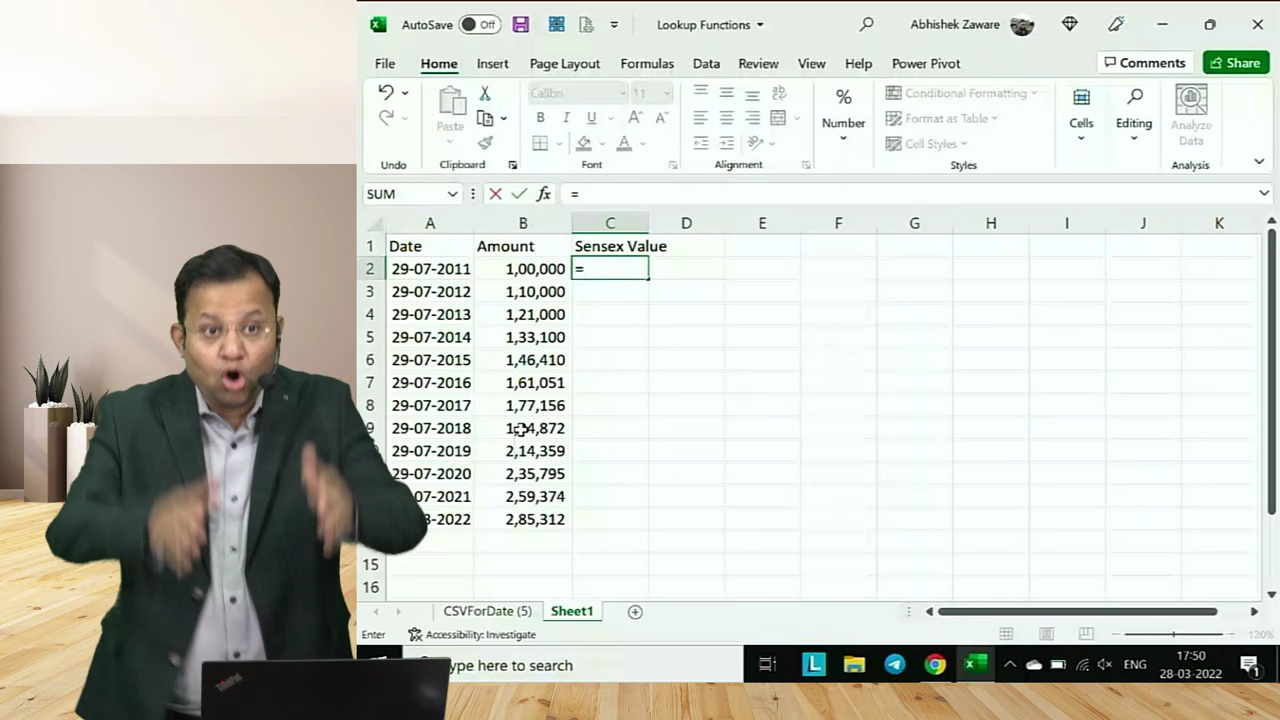 AutoSave Off Lookup Functions Abhishek Zaware
File Home Insert Page Layout Formulas Data Review View Help Power Pivot Comments Share
Calibri 11
Paste
Number
Conditional Formatting
Format as Table
Cell Styles
Cells
Editing
Analyze
Data
Undo Clipboard Font Alignment Styles Analysis
SUM fx =
A B C D E F G H I J K
1 Date Amount Sensex Value
2 29-07-2011 1,00,000 =
3 29-07-2012 1,10,000
4 29-07-2013 1,21,000
5 29-07-2014 1,33,100
6 29-07-2015 1,46,410
7 29-07-2016 1,61,051
8 29-07-2017 1,77,156
9 29-07-2018
29-07-2019 2,14,359
29-07-2020 2,35,795
07-2021 2,59,374
-2022 2,85,312
15
16
CSVForDate (5) Sheet1
Enter Accessibility: Investigate 120%
ype here to search L ENG 17:50
28-03-2022
ThinkPad